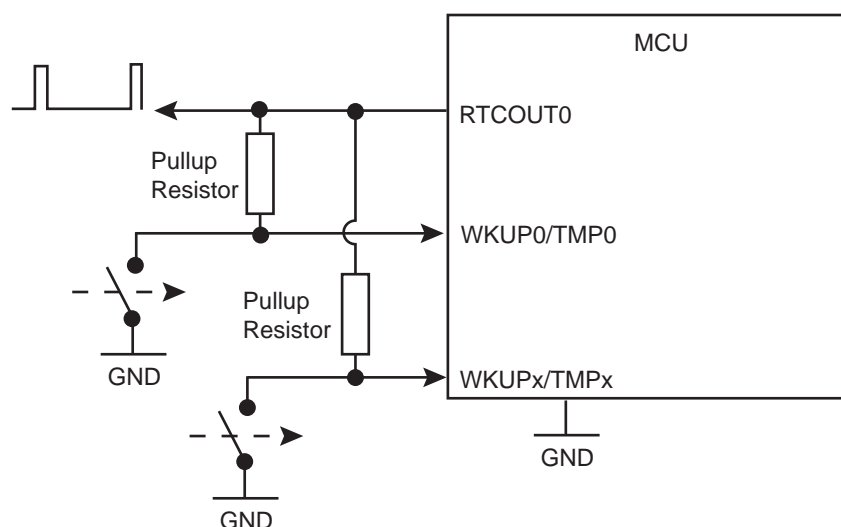 MCU
RTCOUT0
Pullup
Resistor
WKUP0/TMP0
Pullup
Resistor
GND
WKUPx/TMPx
GND
GND